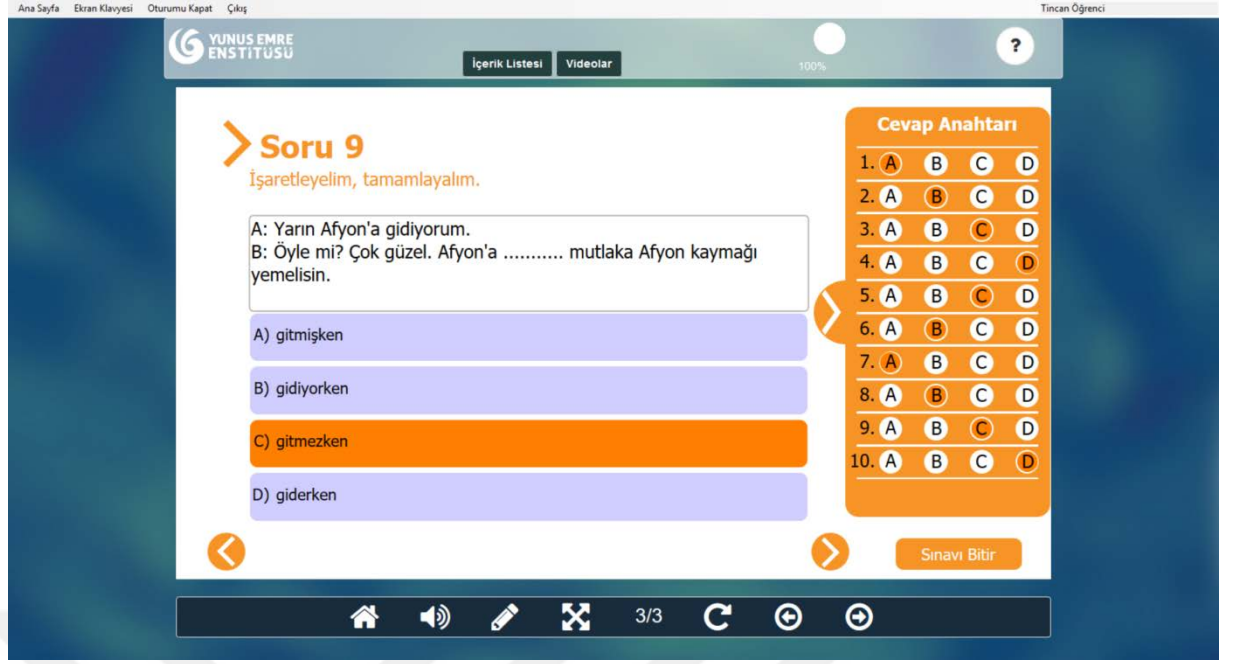 Ana Sayfa Ekran Klavyesi Oturumu Kapat Çıkış Tincan Öğrenci
YUNUS EMRE
ENSTİTÜSÜ
İçerik Listesi Videolar
100%
?
Soru 9
İşaretleyelim, tamamlayalım.
A: Yarın Afyon'a gidiyorum.
B: Öyle mi? Çok güzel. Afyon'a ........... mutlaka Afyon kaymağı
yemelisin.
A) gitmişken
B) gidiyorken
C) gitmezken
D) giderken
Cevap Anahtarı
1. A B C D
2. A B C D
3. A B C D
4. A B C D
5. A B C D
6. A B C D
7. A B C D
8. A B C D
9. A B C D
10. A B C D
Sınavı Bitir
3/3